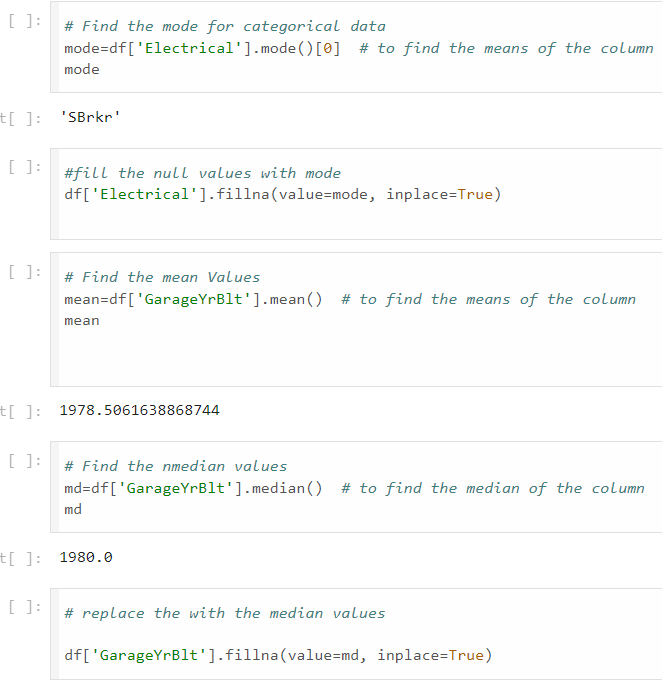 [ ]:
# Find the mode for categorical data
mode=df['Electrical'].mode()[0]  # to find the means of the column
mode
t[ ]: 'SBrkr'
[ ]:
#fill the null values with mode
df['Electrical'].fillna(value=mode, inplace=True)
[ ]:
# Find the mean Values
mean=df['GarageYrBlt'].mean()  # to find the means of the column
mean
t[ ]: 1978.5061638868744
[ ]:
# Find the nmedian values
md=df['GarageYrBlt'].median()  # to find the median of the column
md
t[ ]: 1980.0
[ ]:
# replace the with the median values
df['GarageYrBlt'].fillna(value=md, inplace=True)